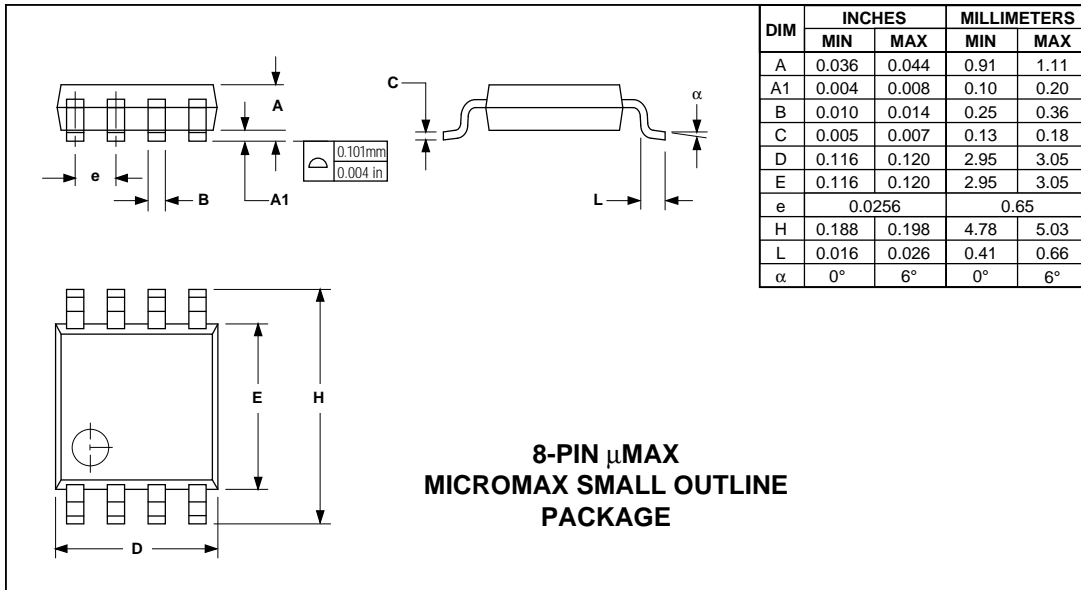 DIM INCHES MILLIMETERS
MIN MAX MIN MAX
A 0.036 0.044 0.91 1.11
A1 0.004 0.008 0.10 0.20
B 0.010 0.014 0.25 0.36
C 0.005 0.007 0.13 0.18
D 0.116 0.120 2.95 3.05
E 0.116 0.120 2.95 3.05
e 0.0256 0.65
H 0.188 0.198 4.78 5.03
L 0.016 0.026 0.41 0.66
α 0° 6° 0° 6°
C
A
α
0.101mm
0.004 in
e
B
A1
L
E
H
D
8-PIN µMAX
MICROMAX SMALL OUTLINE
PACKAGE